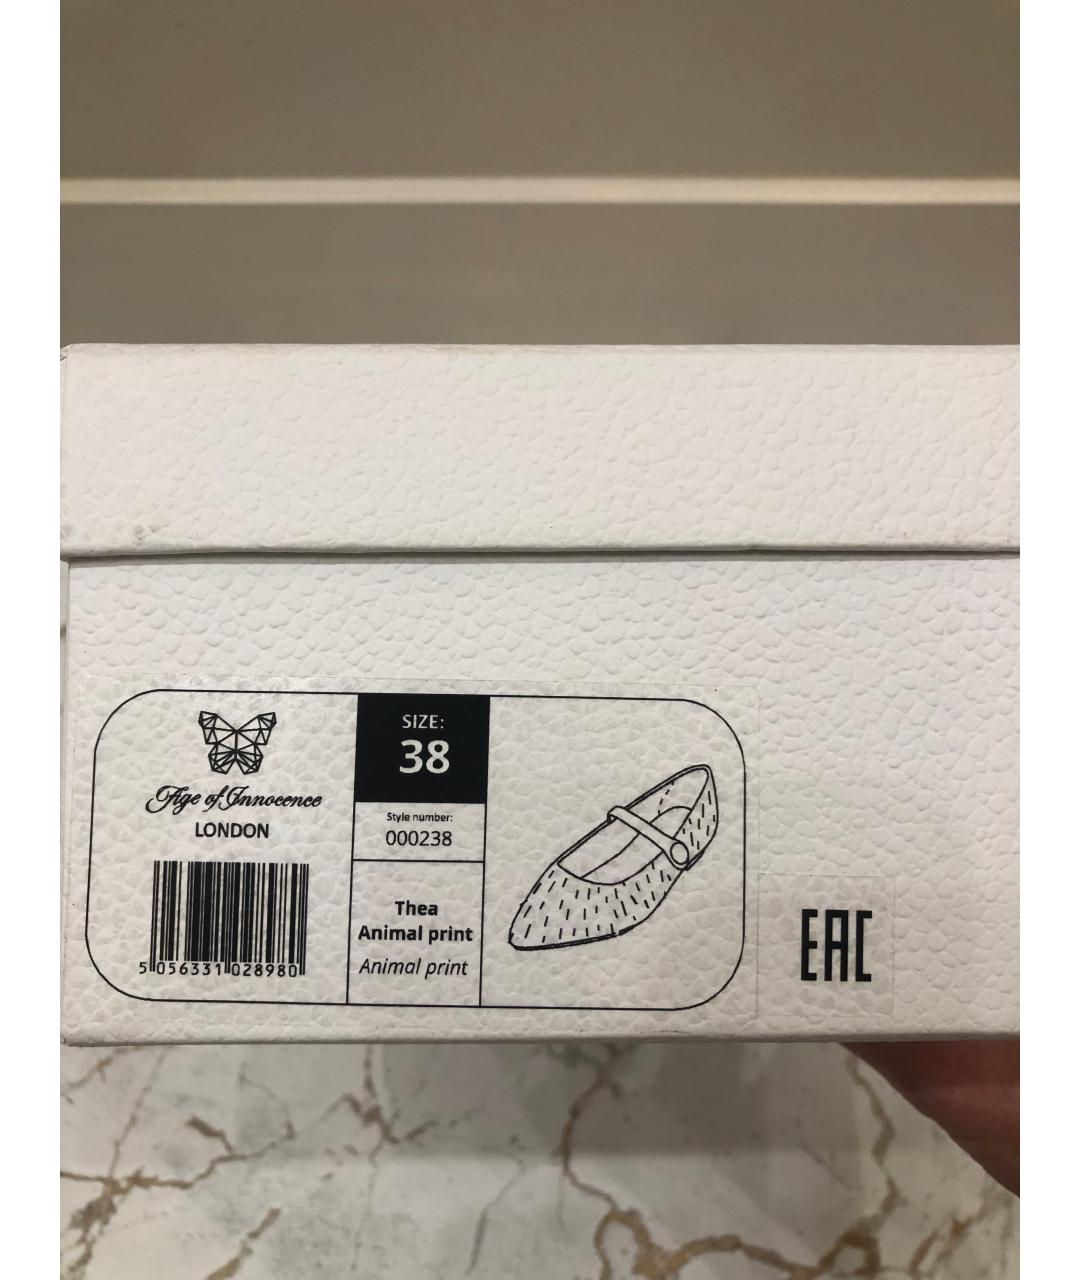 Age of Innocence
LONDON
5 056331 028980
SIZE:
38
Style number:
000238
Thea
Animal print
Animal print
EAC